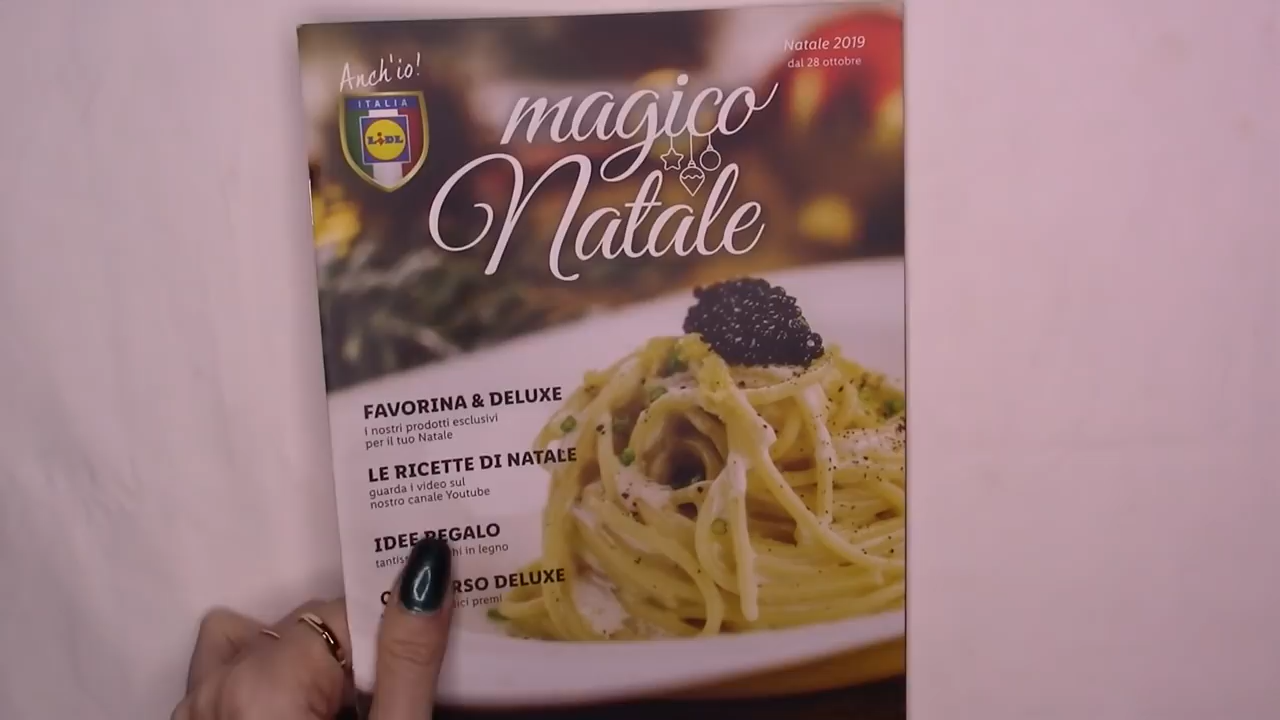 Anch'io!
ITALIA
LIDL
Natale 2019
dal 28 ottobre
magico
Natale
FAVORINA & DELUXE
I nostri prodotti esclusivi
per il tuo Natale
LE RICETTE DI NATALE
guarda i video sul
nostro canale Youtube
IDEE REGALO
in legno
DELUXE
premi